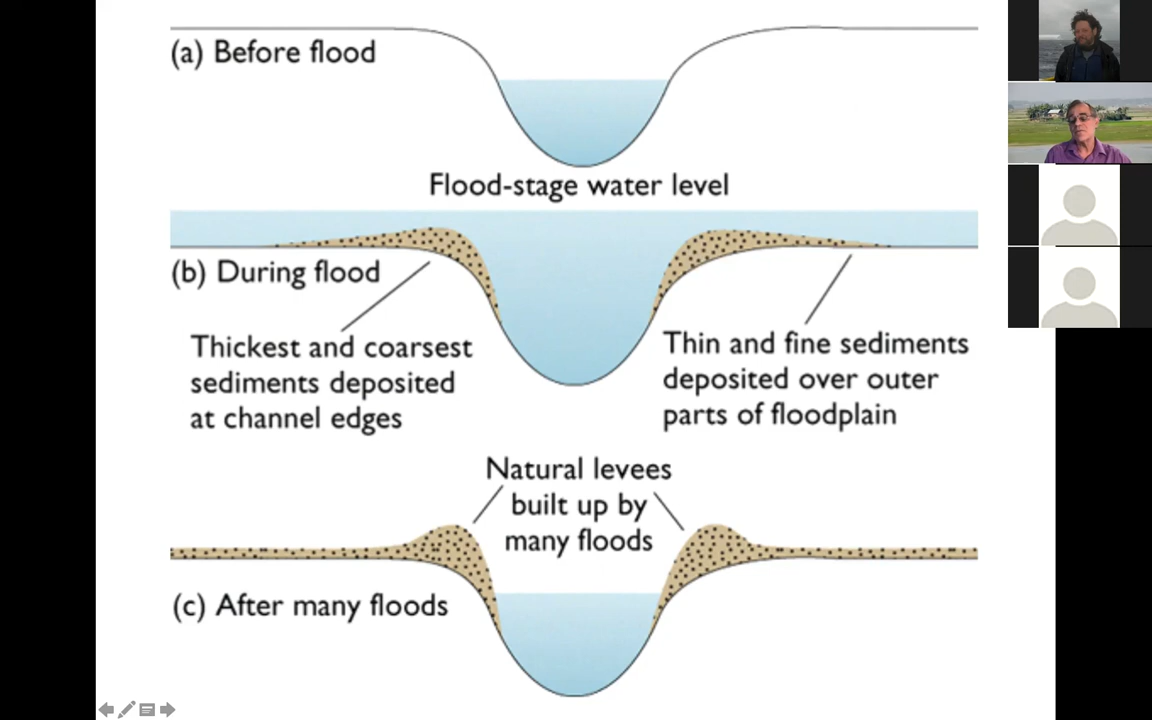 (a) Before flood
Flood-stage water level
(b) During flood
Thickest and coarsest
sediments deposited
at channel edges
Thin and fine sediments
deposited over outer
parts of floodplain
Natural levees
built up by
many floods
(c) After many floods